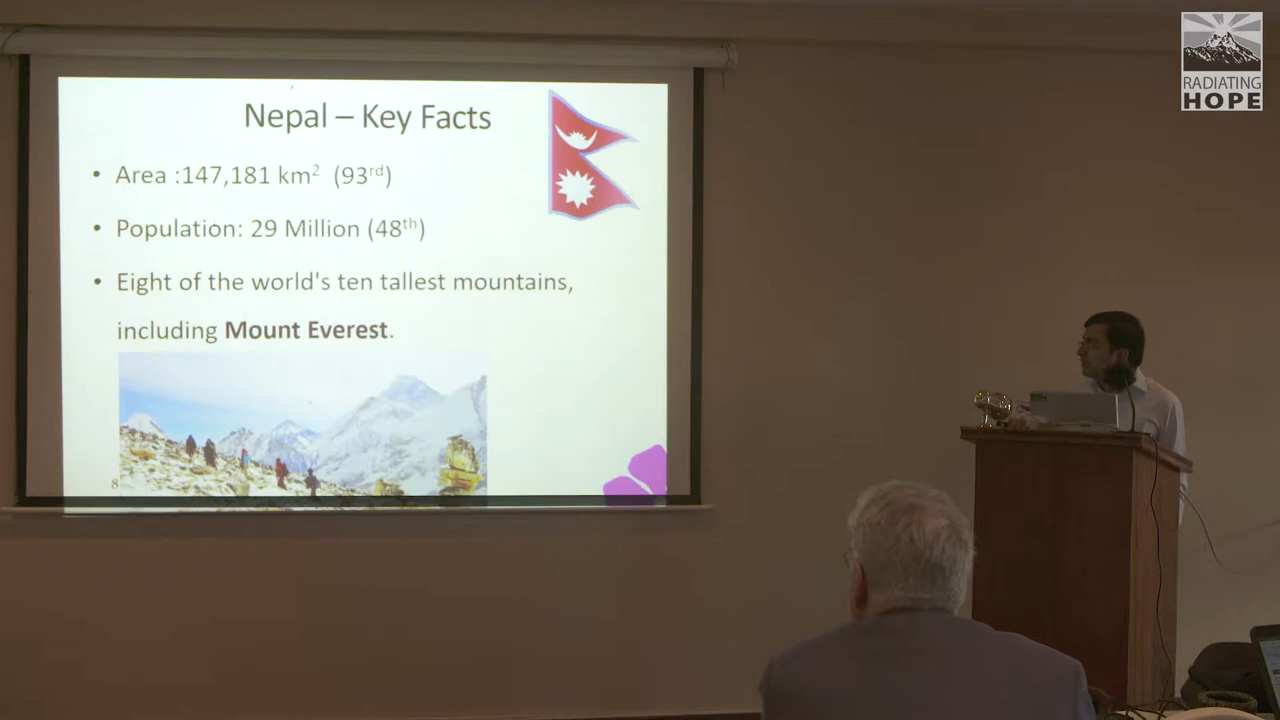 RADIATING
HOPE
Nepal – Key Facts
• Area :147,181 km² (93rd)
• Population: 29 Million (48th)
• Eight of the world's ten tallest mountains,
including Mount Everest.
8